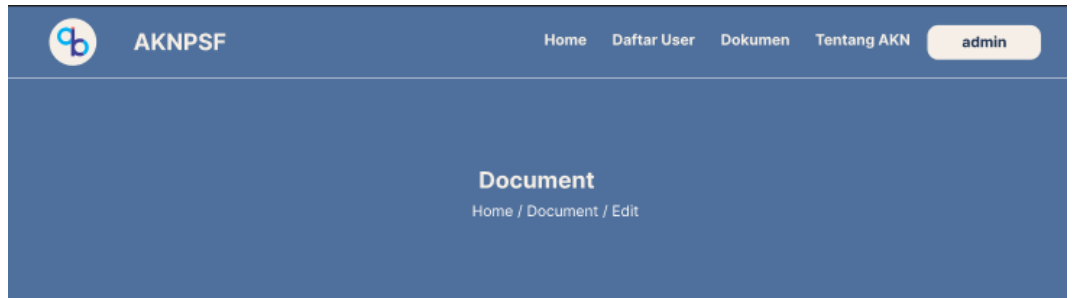 AKNPSF Home Daftar User Dokumen Tentang AKN admin
Document
Home / Document / Edit